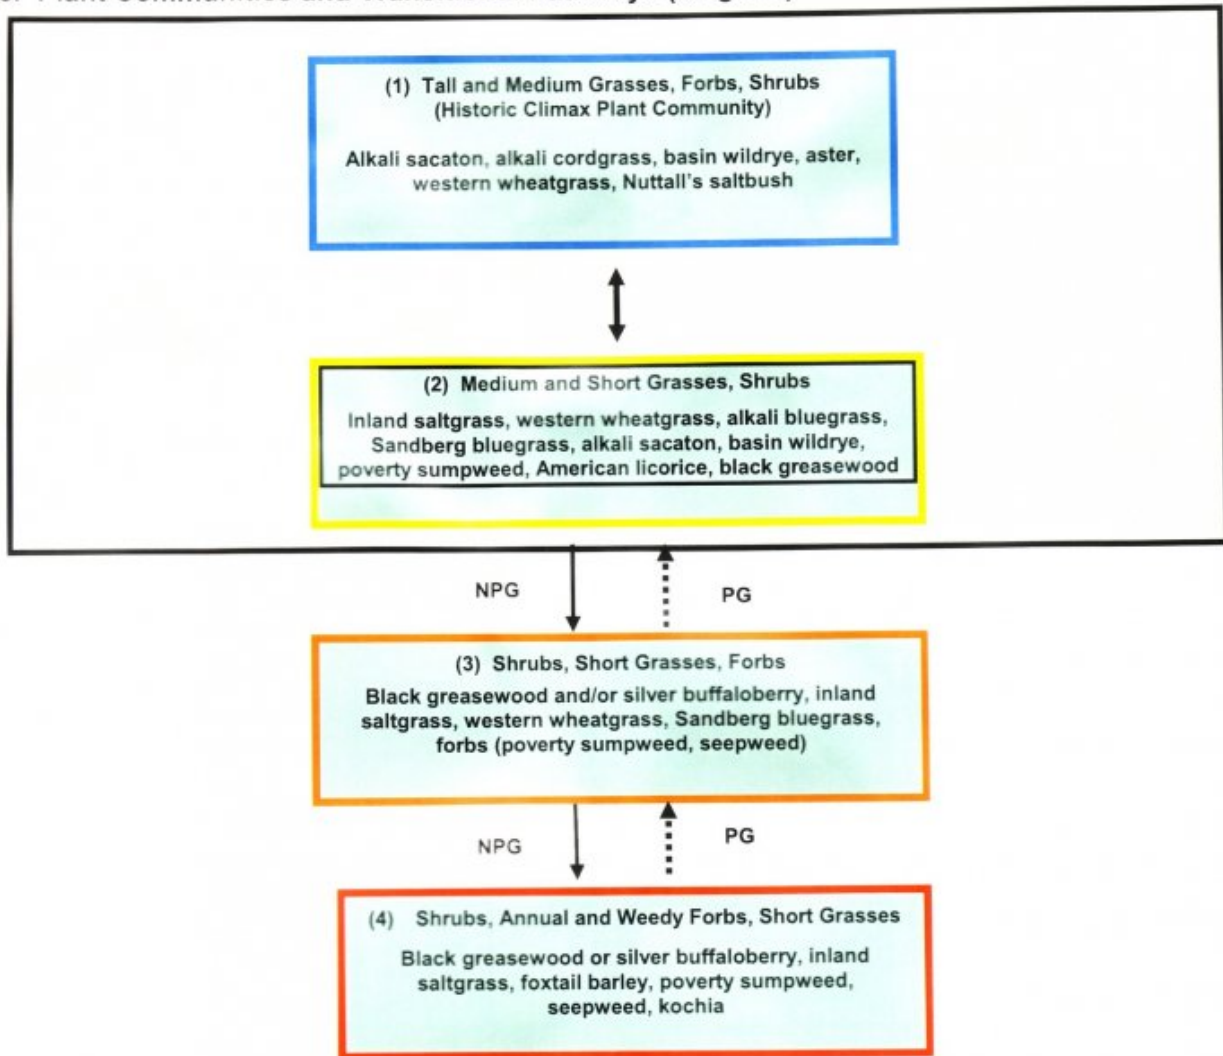 Plant Communities and
(1) Tall and Medium Grasses, Forbs, Shrubs
(Historic Climax Plant Community)
Alkali sacaton, alkali cordgrass, basin wildrye, aster,
western wheatgrass, Nuttall's saltbush
(2) Medium and Short Grasses, Shrubs
Inland saltgrass, western wheatgrass, alkali bluegrass,
Sandberg bluegrass, alkali sacaton, basin wildrye,
poverty sumpweed, American licorice, black greasewood
NPG
PG
(3) Shrubs, Short Grasses, Forbs
Black greasewood and/or silver buffaloberry, inland
saltgrass, western wheatgrass, Sandberg bluegrass,
forbs (poverty sumpweed, seepweed)
NPG
PG
(4) Shrubs, Annual and Weedy Forbs, Short Grasses
Black greasewood or silver buffaloberry, inland
saltgrass, foxtail barley, poverty sumpweed,
seepweed, kochia